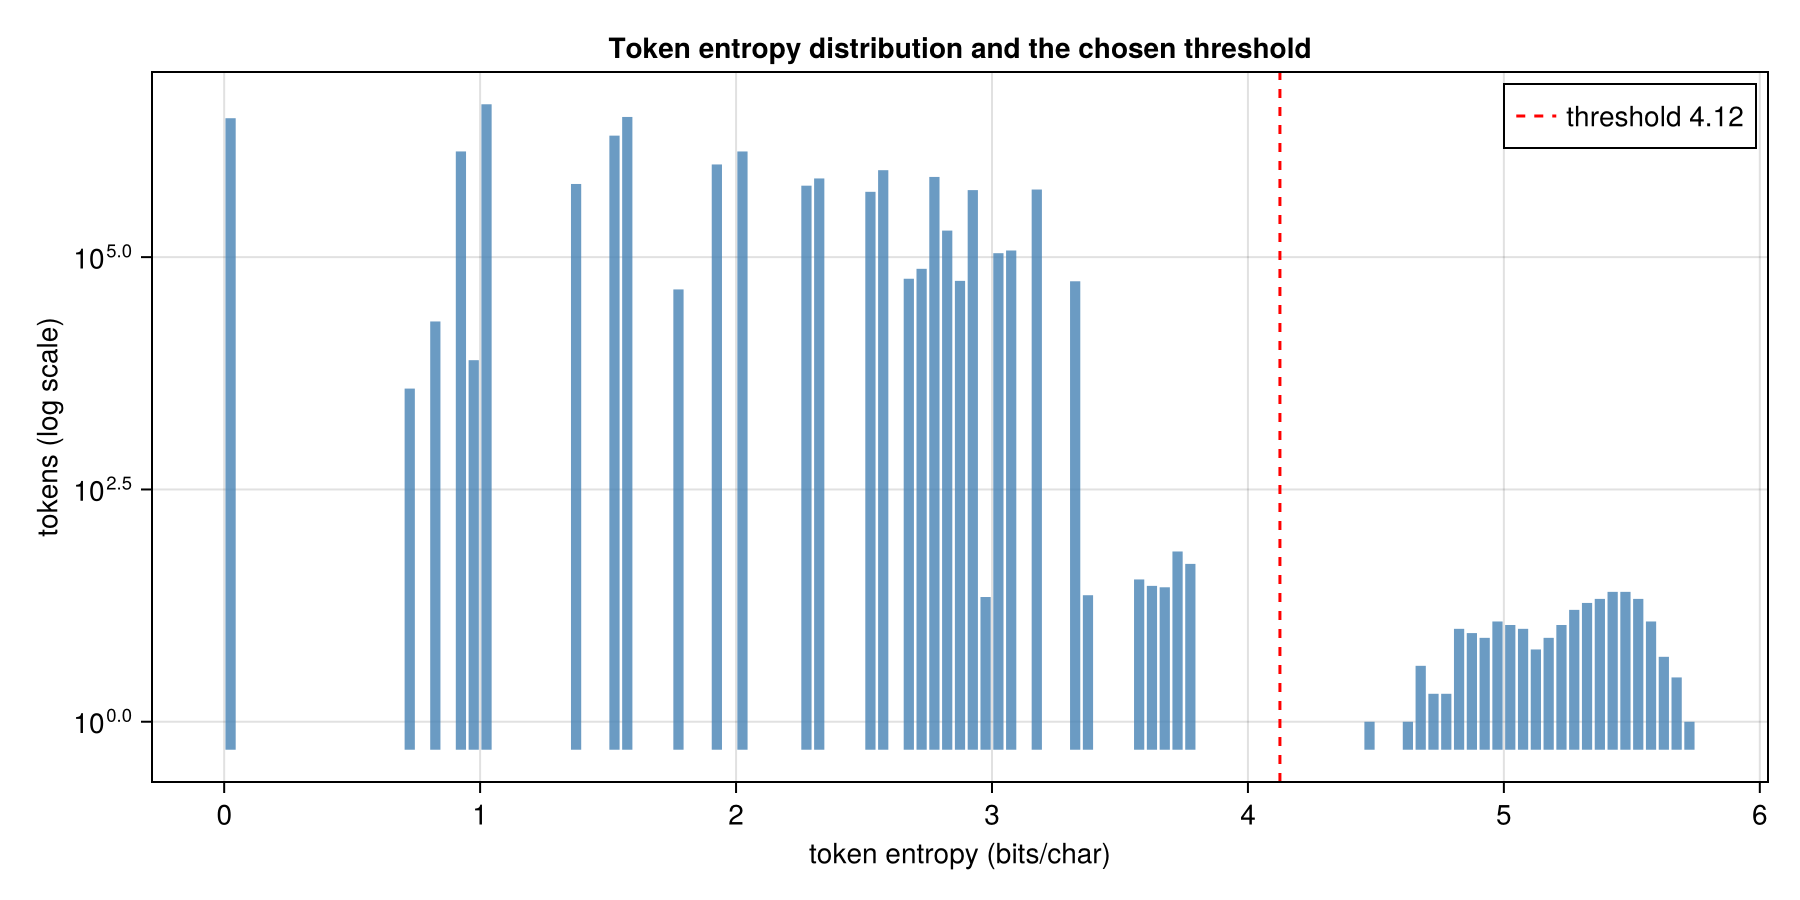 Token entropy distribution and the chosen threshold
threshold 4.12
tokens (log scale)
10^5.0
10^2.5
10^0.0
0 1 2 3 4 5 6
token entropy (bits/char)